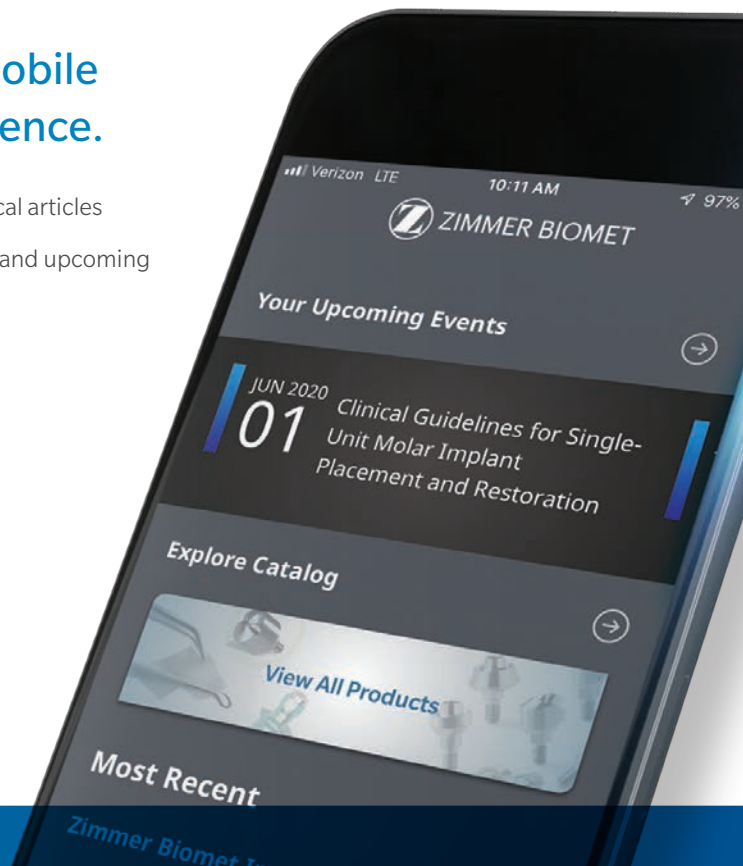 obile
ence.
cal articles
and upcoming
Verizon LTE
10:11 AM
97%
ZIMMER BIOMET
Your Upcoming Events
JUN 2020
01
Clinical Guidelines for Single-
Unit Molar Implant
Placement and Restoration
Explore Catalog
View All Products
Most Recent
Zimmer Biomet